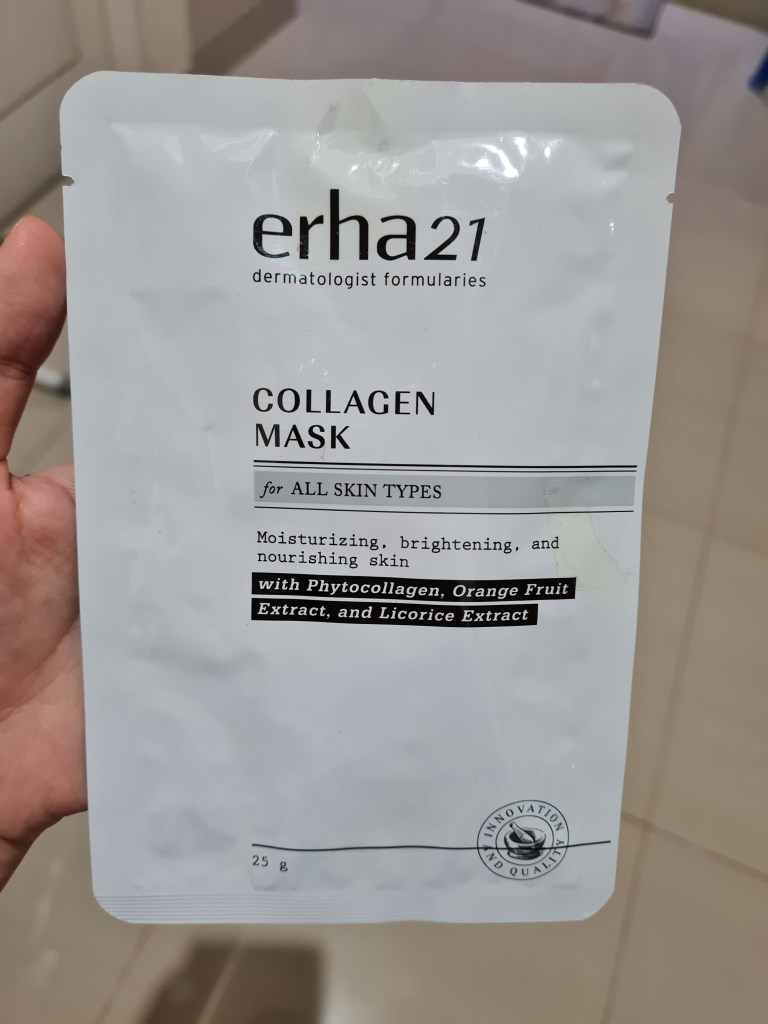 erha21
dermatologist formularies
COLLAGEN
MASK
for ALL SKIN TYPES
Moisturizing, brightening, and
nourishing skin
with Phytocollagen, Orange Fruit
Extract, and Licorice Extract
INNOVATION
AND QUALITY
25 g